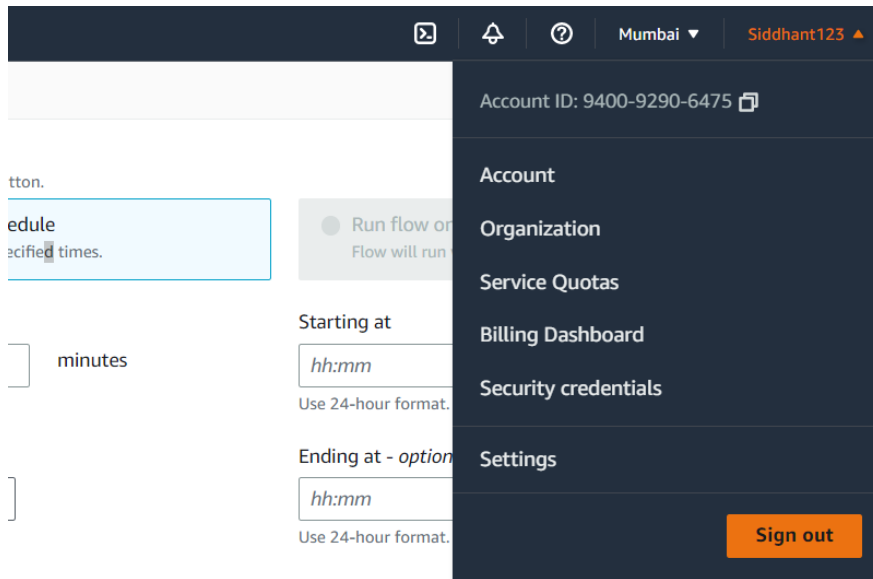 Mumbai ▼
Siddhant123 ▲
Account ID: 9400-9290-6475
tton.
edule
ecified times.
Run flow or
Flow will run
minutes
Starting at
hh:mm
Use 24-hour format.
Ending at - option
hh:mm
Use 24-hour format.
Account
Organization
Service Quotas
Billing Dashboard
Security credentials
Settings
Sign out